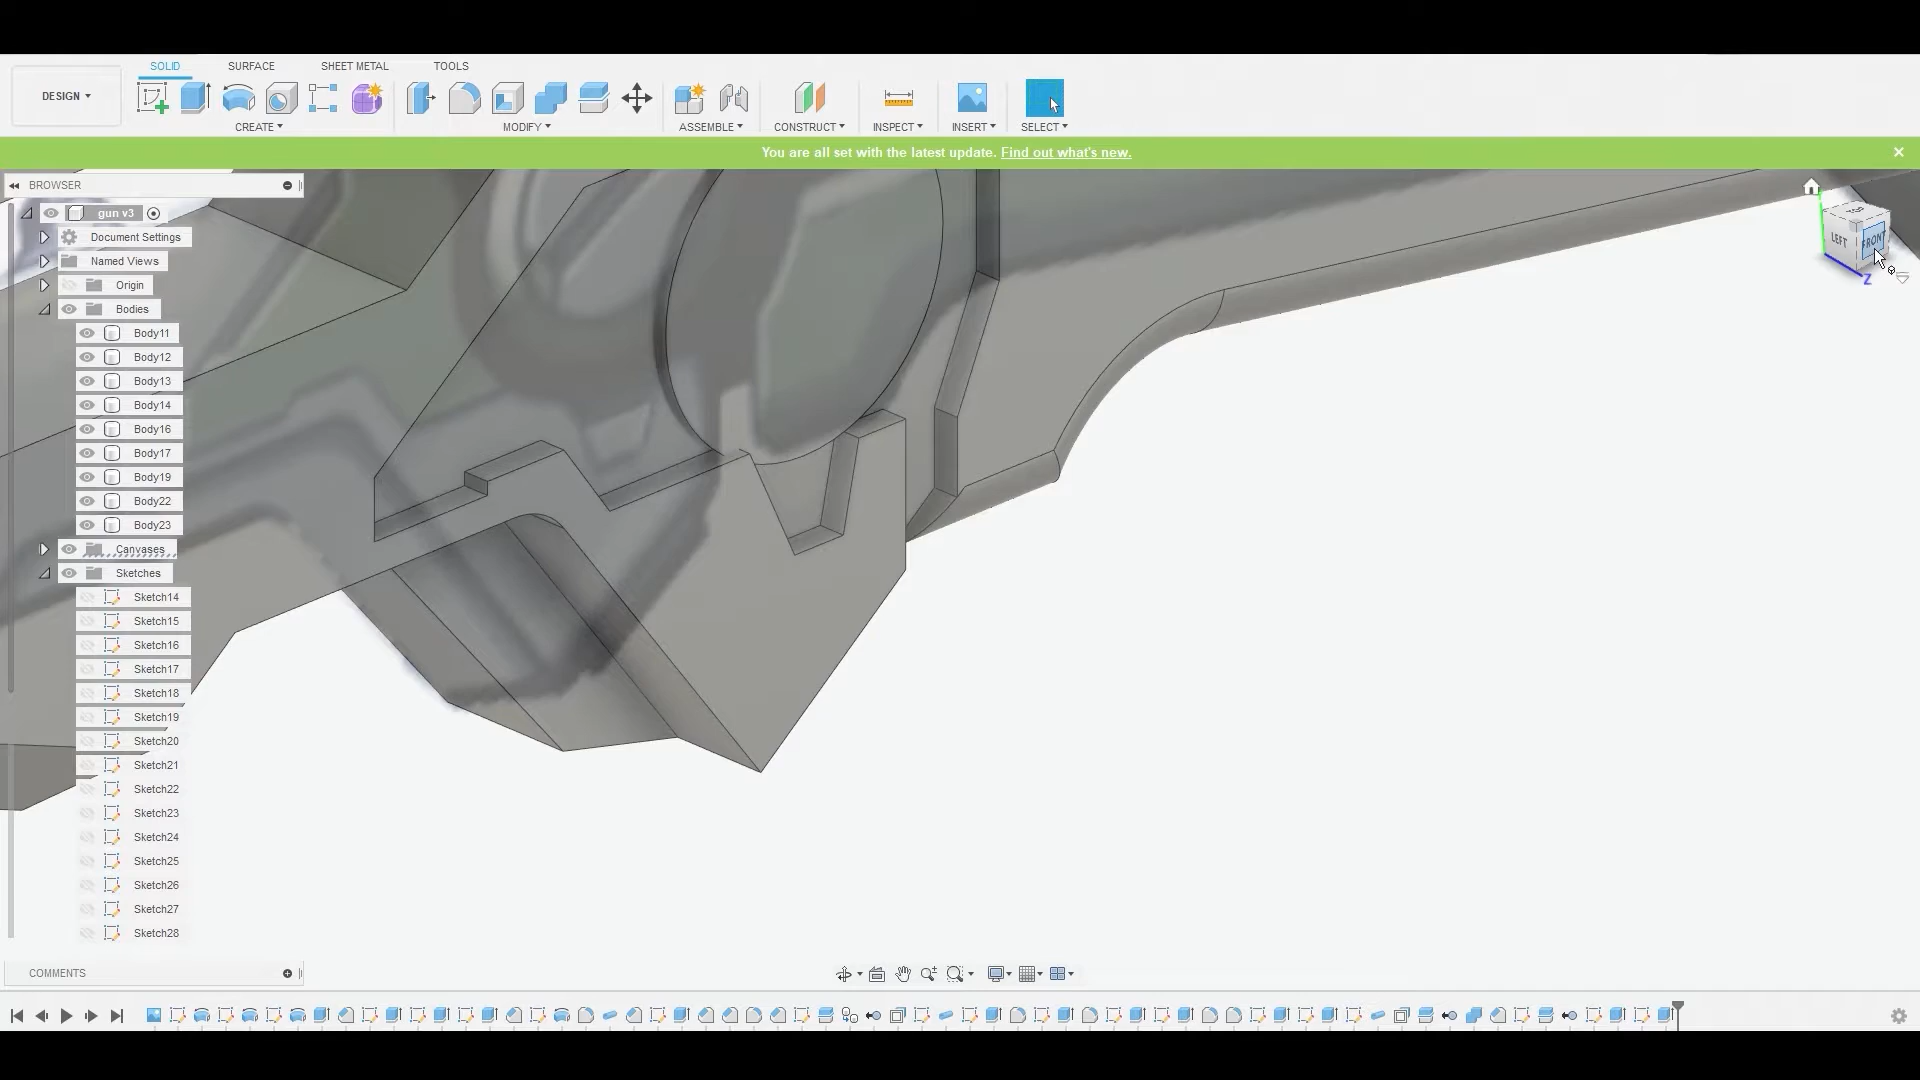 SOLID SURFACE SHEET METAL TOOLS
DESIGN
CREATE MODIFY ASSEMBLE CONSTRUCT INSPECT INSERT SELECT
You are all set with the latest update. Find out what's new.
BROWSER
gun v3
Document Settings
Named Views
Origin
Bodies
Body11
Body12
Body13
Body14
Body16
Body17
Body19
Body22
Body23
Canvases
Sketches
Sketch14
Sketch15
Sketch16
Sketch17
Sketch18
Sketch19
Sketch20
Sketch21
Sketch22
Sketch23
Sketch24
Sketch25
Sketch26
Sketch27
Sketch28
COMMENTS
TOP
LEFT FRONT
Z